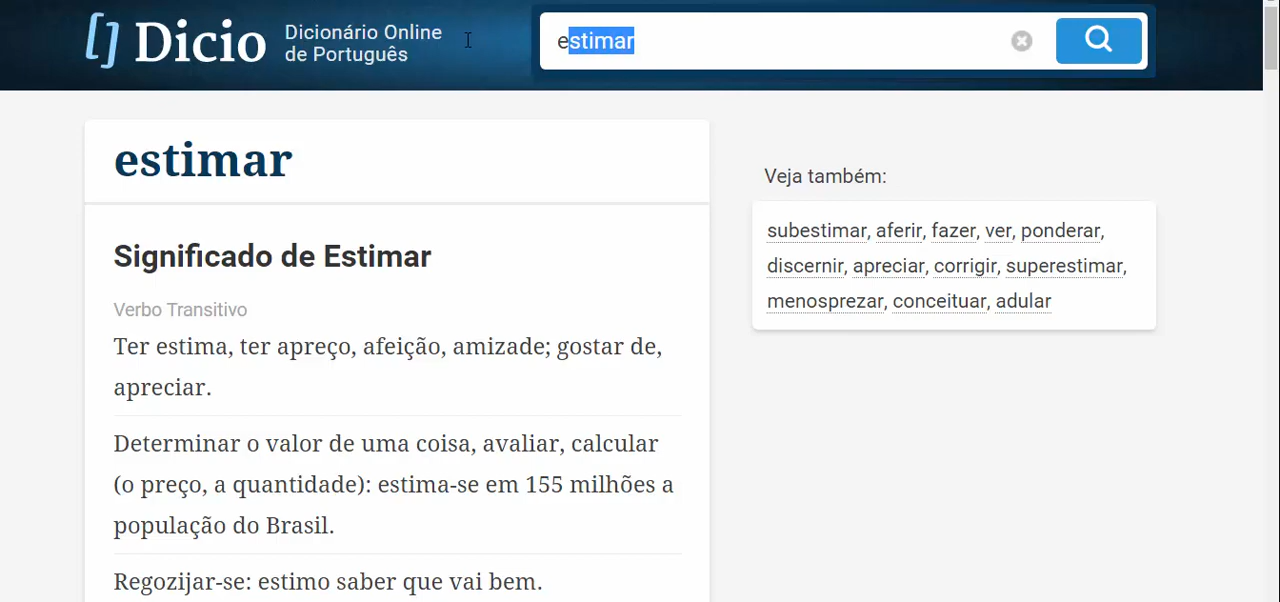 Dicio
Dicionário Online
de Português
estimar
estimar
Significado de Estimar
Verbo Transitivo
Ter estima, ter apreço, afeição, amizade; gostar de,
apreciar.
Determinar o valor de uma coisa, avaliar, calcular
(o preço, a quantidade): estima-se em 155 milhões a
população do Brasil.
Regozijar-se: estimo saber que vai bem.
Veja também:
subestimar, aferir, fazer, ver, ponderar,
discernir, apreciar, corrigir, superestimar,
menosprezar, conceituar, adular